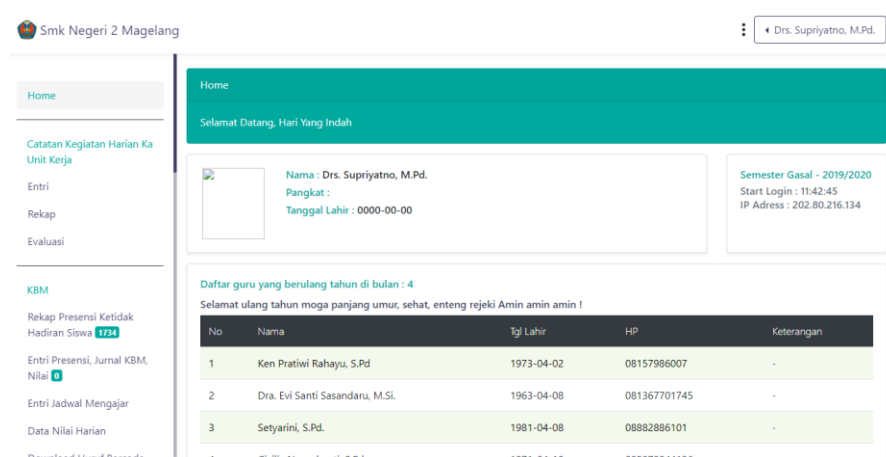 Smk Negeri 2 Magelang
Drs. Supriyatno, M.Pd.
Home
Catatan Kegiatan Harian Ka
Unit Kerja
Entri
Rekap
Evaluasi
KBM
Rekap Presensi Ketidak
Hadiran Siswa 1734
Entri Presensi, Jurnal KBM,
Nilai 0
Entri Jadwal Mengajar
Data Nilai Harian
Home
Selamat Datang, Hari Yang Indah
Nama : Drs. Supriyatno, M.Pd.
Pangkat :
Tanggal Lahir : 0000-00-00
Semester Gasal - 2019/2020
Start Login : 11:42:45
IP Adress : 202.80.216.134
Daftar guru yang berulang tahun di bulan : 4
Selamat ulang tahun moga panjang umur, sehat, enteng rejeki Amin amin amin !
No Nama Tgl Lahir HP Keterangan
1 Ken Pratiwi Rahayu, S.Pd 1973-04-02 08157986007 -
2 Dra. Evi Santi Sasandaru, M.Si. 1963-04-08 081367701745 -
3 Setyarini, S.Pd. 1981-04-08 08882886101 -